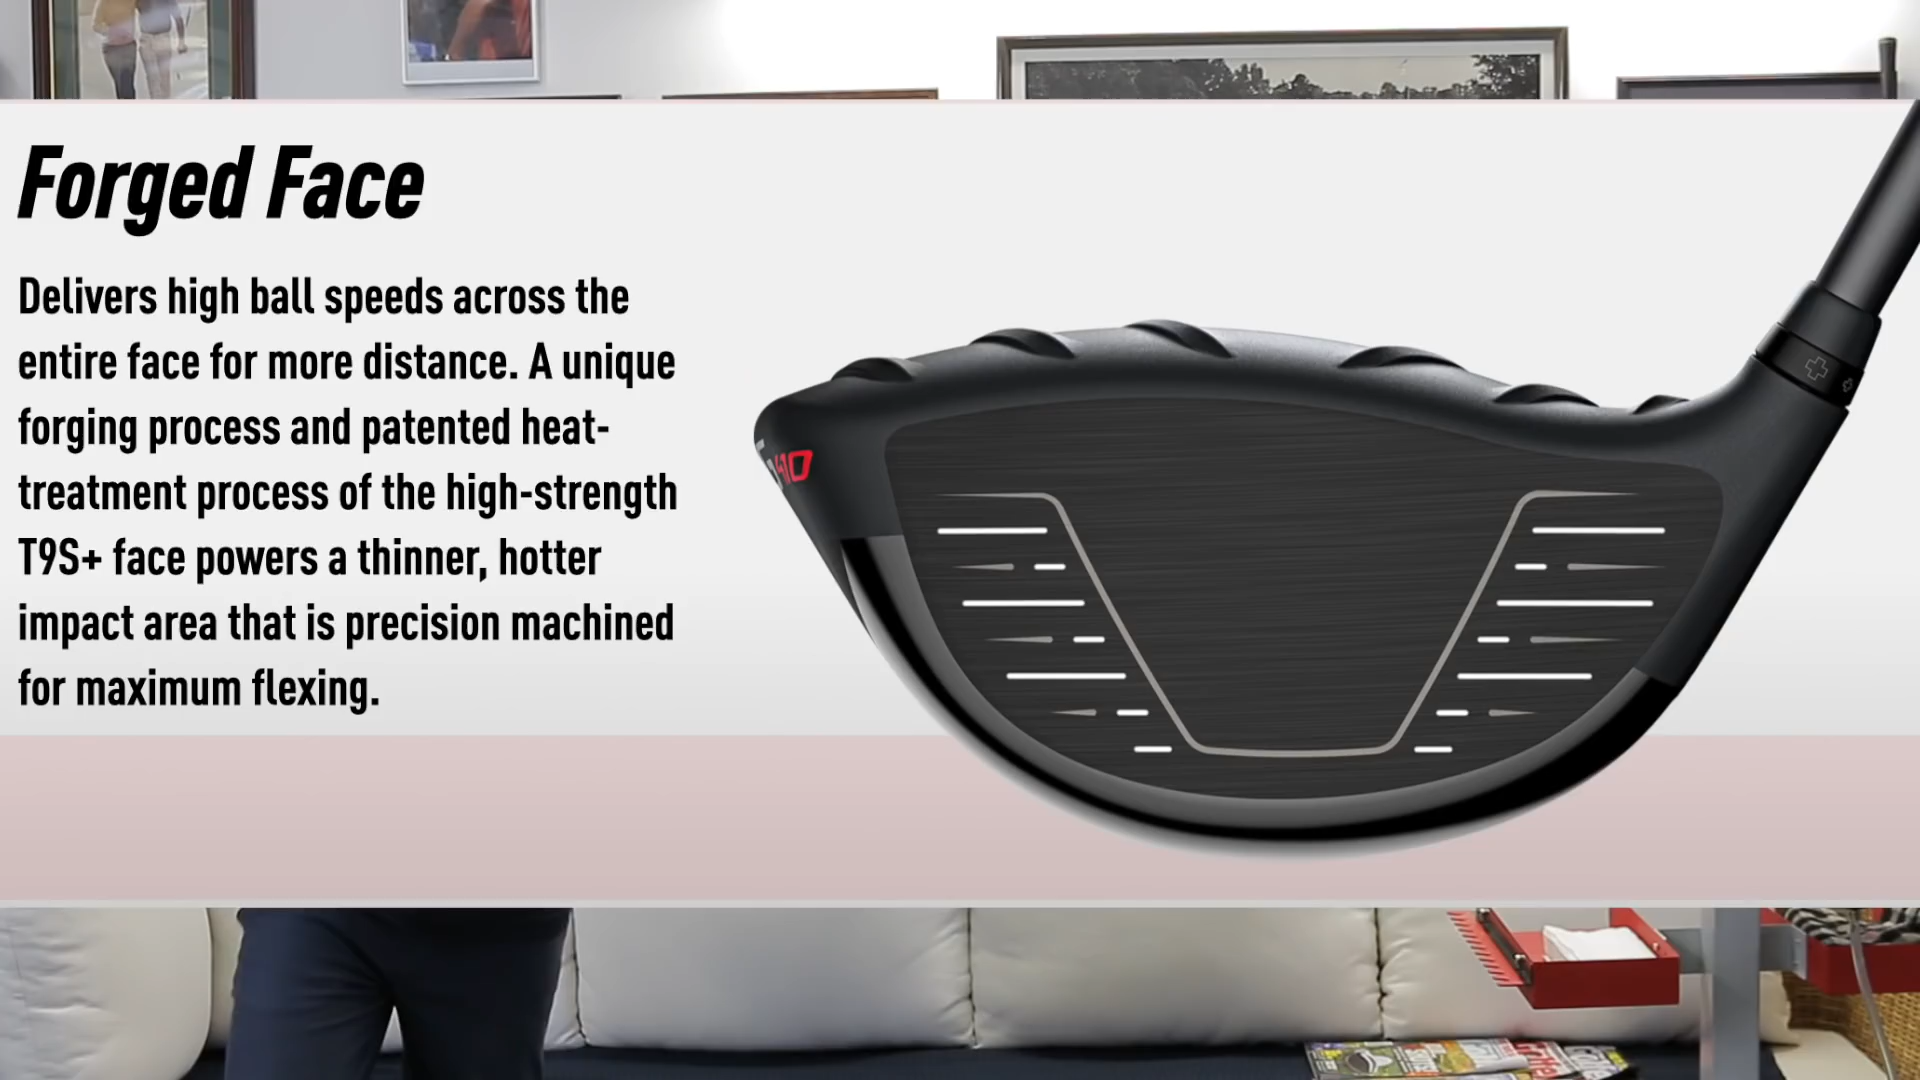 Forged Face
Delivers high ball speeds across the
entire face for more distance. A unique
forging process and patented heat-
treatment process of the high-strength
T9S+ face powers a thinner, hotter
impact area that is precision machined
for maximum flexing.
410